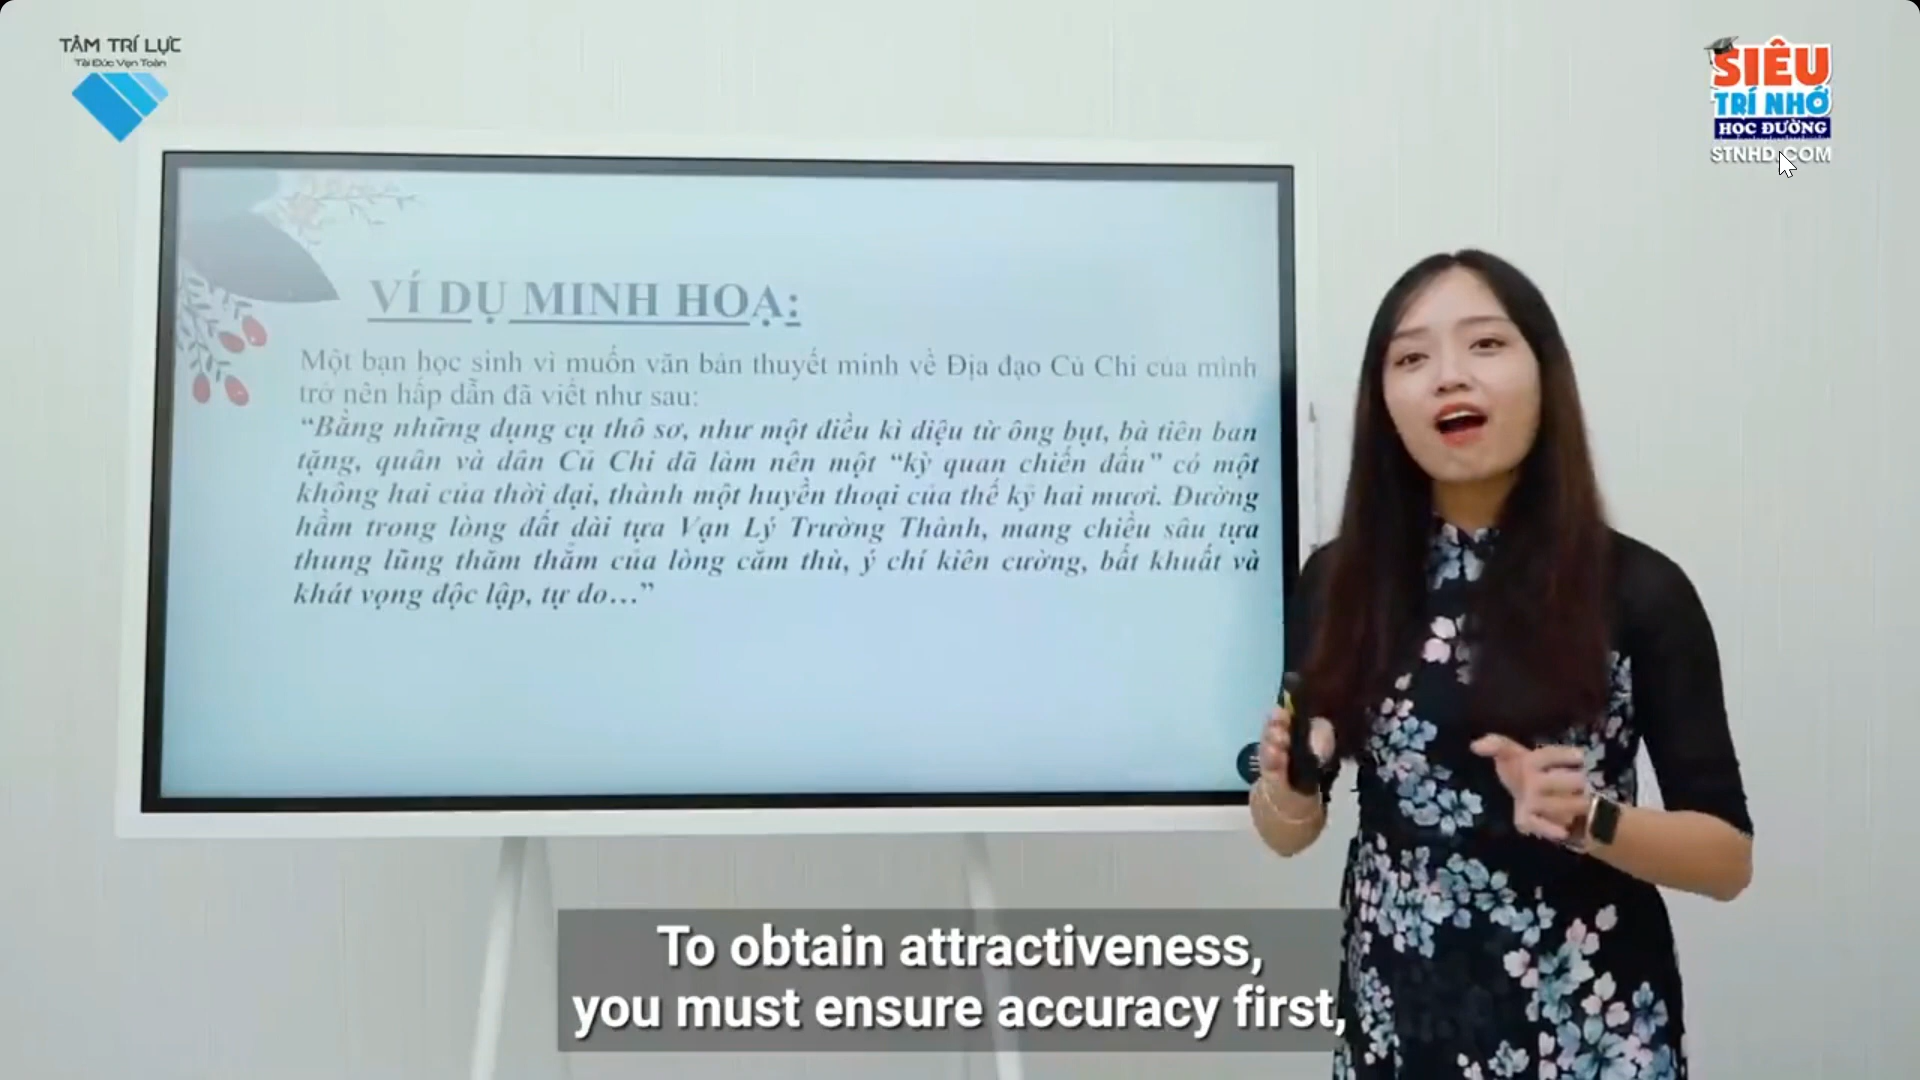 TÂM TRÍ LỰC
Tài Đức Vẹn Toàn
SIÊU
TRÍ NHỚ
HỌC ĐƯỜNG
STNHD.COM
VÍ DỤ MINH HOẠ:
Một bạn học sinh vì muốn văn bản thuyết minh về Địa đạo Củ Chi của mình
trở nên hấp dẫn đã viết như sau:
“Bằng những dụng cụ thô sơ, như một điều kì diệu từ ông bụt, bà tiên ban
tặng, quân và dân Củ Chi đã làm nên một “kỳ quan chiến đấu” có một
không hai của thời đại, thành một huyền thoại của thế kỷ hai mươi. Đường
hầm trong lòng đất dài tựa Vạn Lý Trường Thành, mang chiều sâu tựa
thung lũng thăm thẳm của lòng căm thù, ý chí kiên cường, bất khuất và
khát vọng độc lập, tự do...”
To obtain attractiveness,
you must ensure accuracy first,